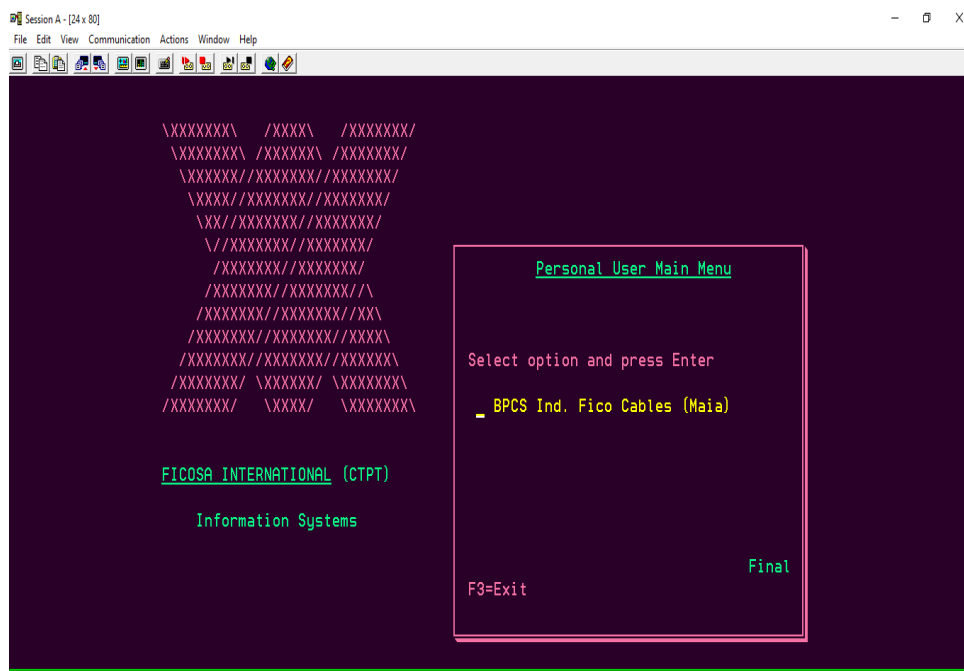 Session A - [24 x 80]
File Edit View Communication Actions Window Help
\XXXXXXX\   /XXXX\   /XXXXXXX/
 \XXXXXXX\ /XXXXXX\ /XXXXXXX/
  \XXXXXX//XXXXXXX//XXXXXXX/
   \XXXX//XXXXXXX//XXXXXXX/
    \XX//XXXXXXX//XXXXXXX/
     \//XXXXXXX//XXXXXXX/
      /XXXXXXX//XXXXXXX/
     /XXXXXXX//XXXXXXX//\
    /XXXXXXX//XXXXXXX//XX\
   /XXXXXXX//XXXXXXX//XXXX\
  /XXXXXXX//XXXXXXX//XXXXXX\
 /XXXXXXX/ \XXXXXX/ \XXXXXXX\
/XXXXXXX/   \XXXX/   \XXXXXXX\
FICOSA INTERNATIONAL (CTPT)
Information Systems
Personal User Main Menu
Select option and press Enter
_ BPCS Ind. Fico Cables (Maia)
Final
F3=Exit